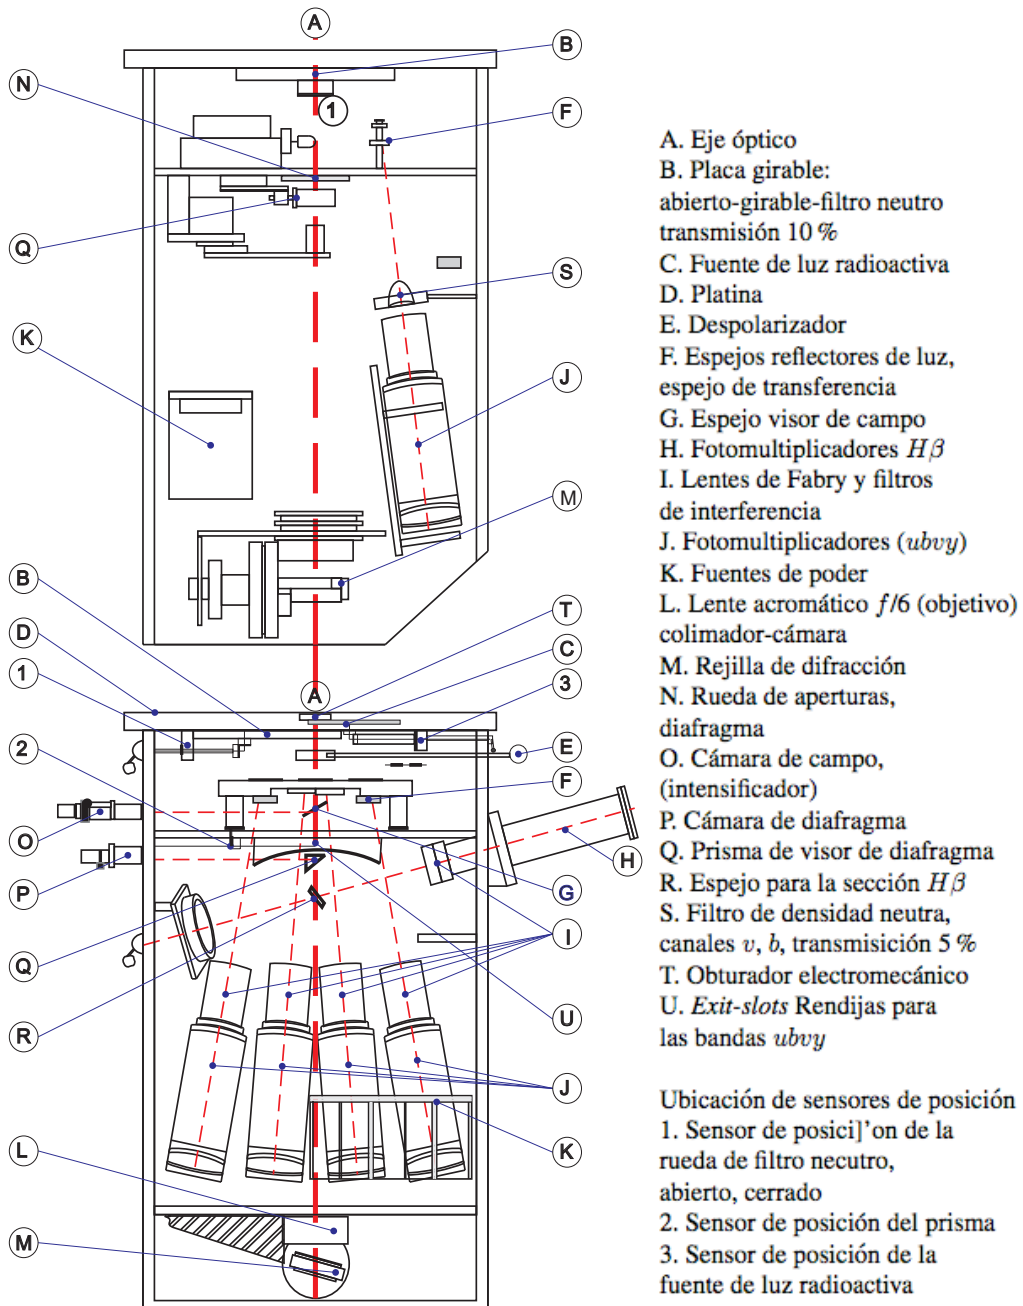 A
B
N
1
F
Q
S
K
J
M
B
D
T
C
1
A
3
2
E
F
O
P
H
G
Q
I
R
U
J
L
K
M
A. Eje óptico
B. Placa girable:
abierto-girable-filtro neutro
transmisión 10 %
C. Fuente de luz radioactiva
D. Platina
E. Despolarizador
F. Espejos reflectores de luz,
espejo de transferencia
G. Espejo visor de campo
H. Fotomultiplicadores Hβ
I. Lentes de Fabry y filtros
de interferencia
J. Fotomultiplicadores (ubvy)
K. Fuentes de poder
L. Lente acromático f/6 (objetivo)
colimador-cámara
M. Rejilla de difracción
N. Rueda de aperturas,
diafragma
O. Cámara de campo,
(intensificador)
P. Cámara de diafragma
Q. Prisma de visor de diafragma
R. Espejo para la sección Hβ
S. Filtro de densidad neutra,
canales v, b, transmisición 5 %
T. Obturador electromecánico
U. Exit-slots Rendijas para
las bandas ubvy
Ubicación de sensores de posición
1. Sensor de posici]'on de la
rueda de filtro necutro,
abierto, cerrado
2. Sensor de posición del prisma
3. Sensor de posición de la
fuente de luz radioactiva